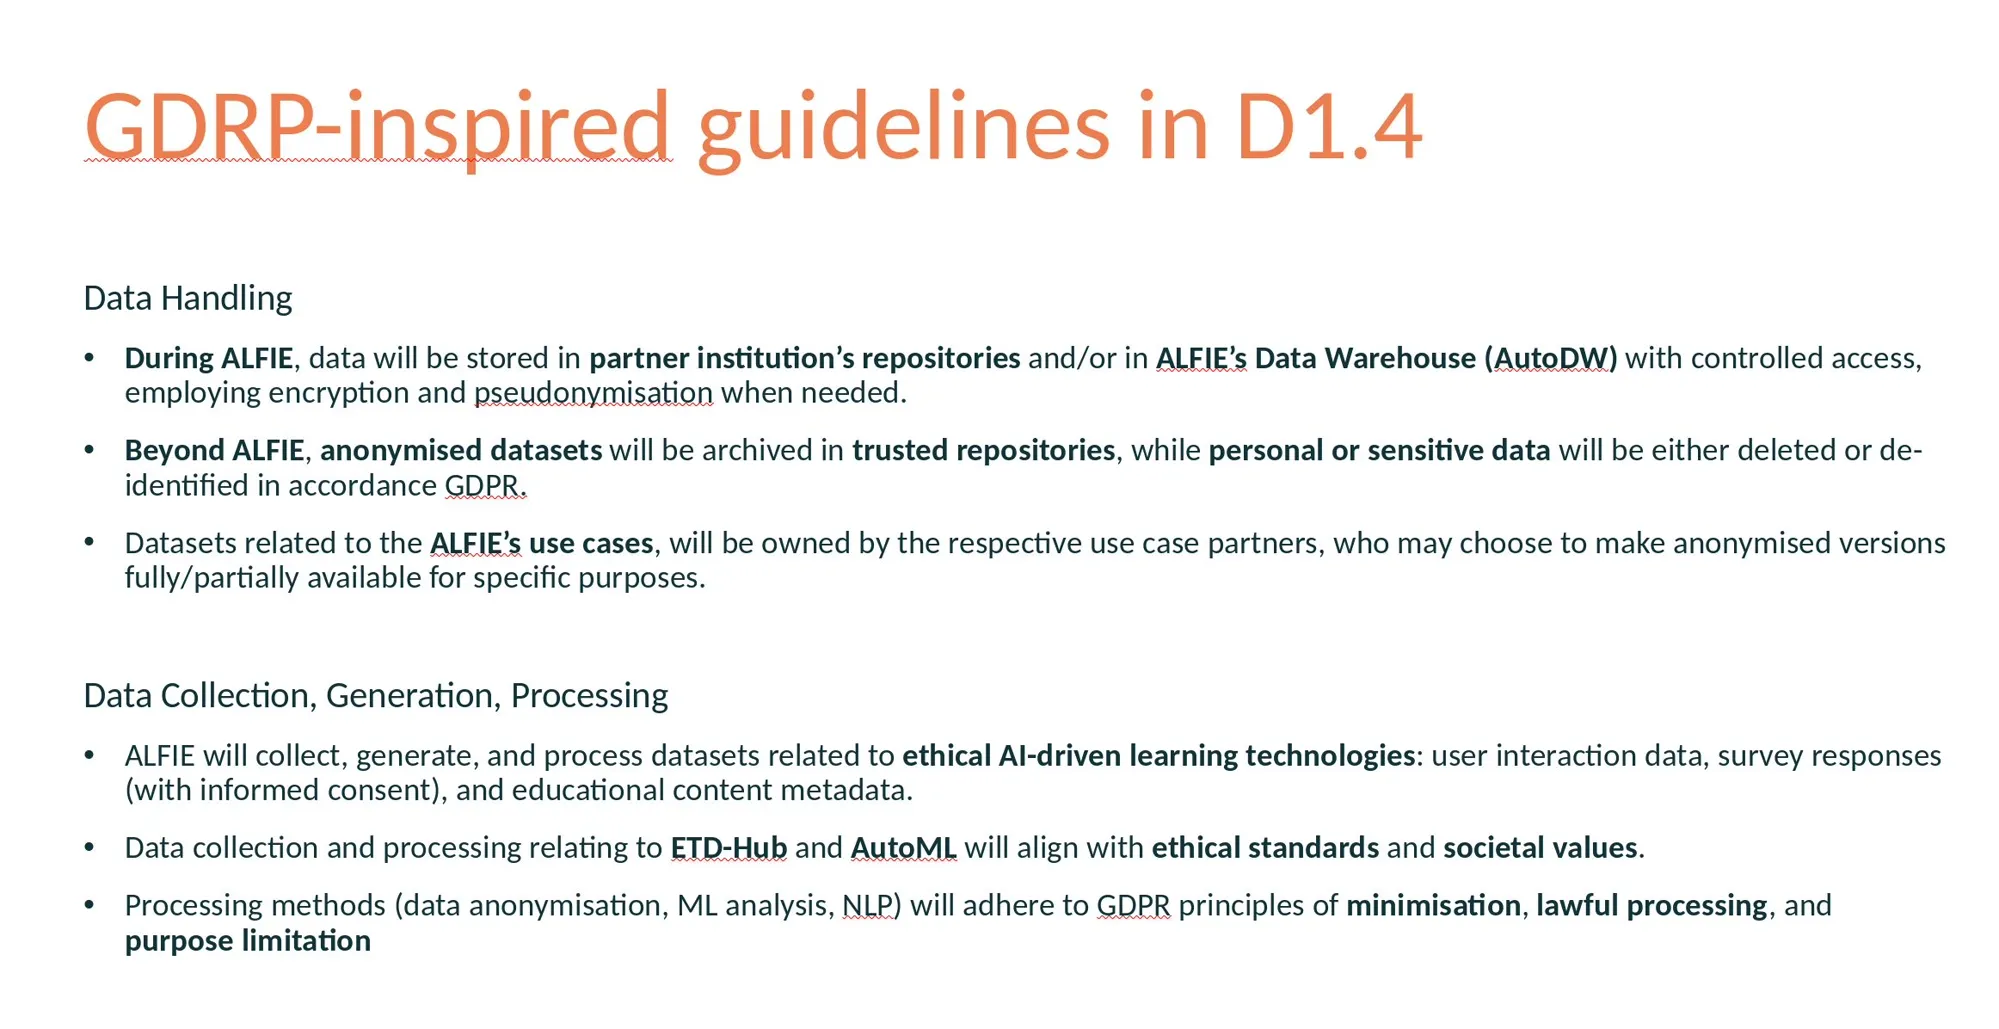 GDRP-inspired guidelines in D1.4
Data Handling
• During ALFIE, data will be stored in partner institution’s repositories and/or in ALFIE’s Data Warehouse (AutoDW) with controlled access,
employing encryption and pseudonymisation when needed.
• Beyond ALFIE, anonymised datasets will be archived in trusted repositories, while personal or sensitive data will be either deleted or de-
identified in accordance GDPR.
• Datasets related to the ALFIE’s use cases, will be owned by the respective use case partners, who may choose to make anonymised versions
fully/partially available for specific purposes.
Data Collection, Generation, Processing
• ALFIE will collect, generate, and process datasets related to ethical AI-driven learning technologies: user interaction data, survey responses
(with informed consent), and educational content metadata.
• Data collection and processing relating to ETD-Hub and AutoML will align with ethical standards and societal values.
• Processing methods (data anonymisation, ML analysis, NLP) will adhere to GDPR principles of minimisation, lawful processing, and
purpose limitation